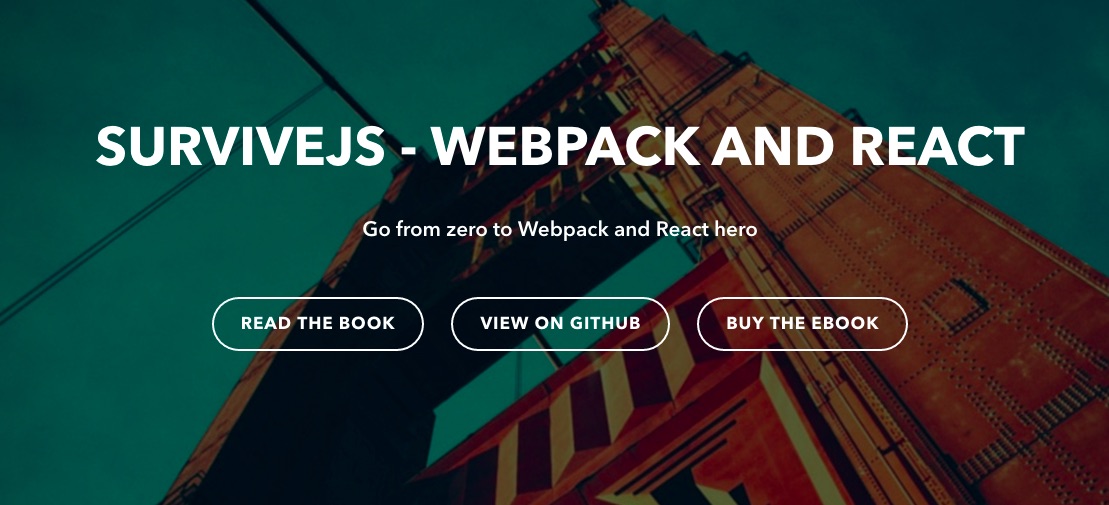 SURVIVEJS - WEBPACK AND REACT
Go from zero to Webpack and React hero
READ THE BOOK
VIEW ON GITHUB
BUY THE EBOOK